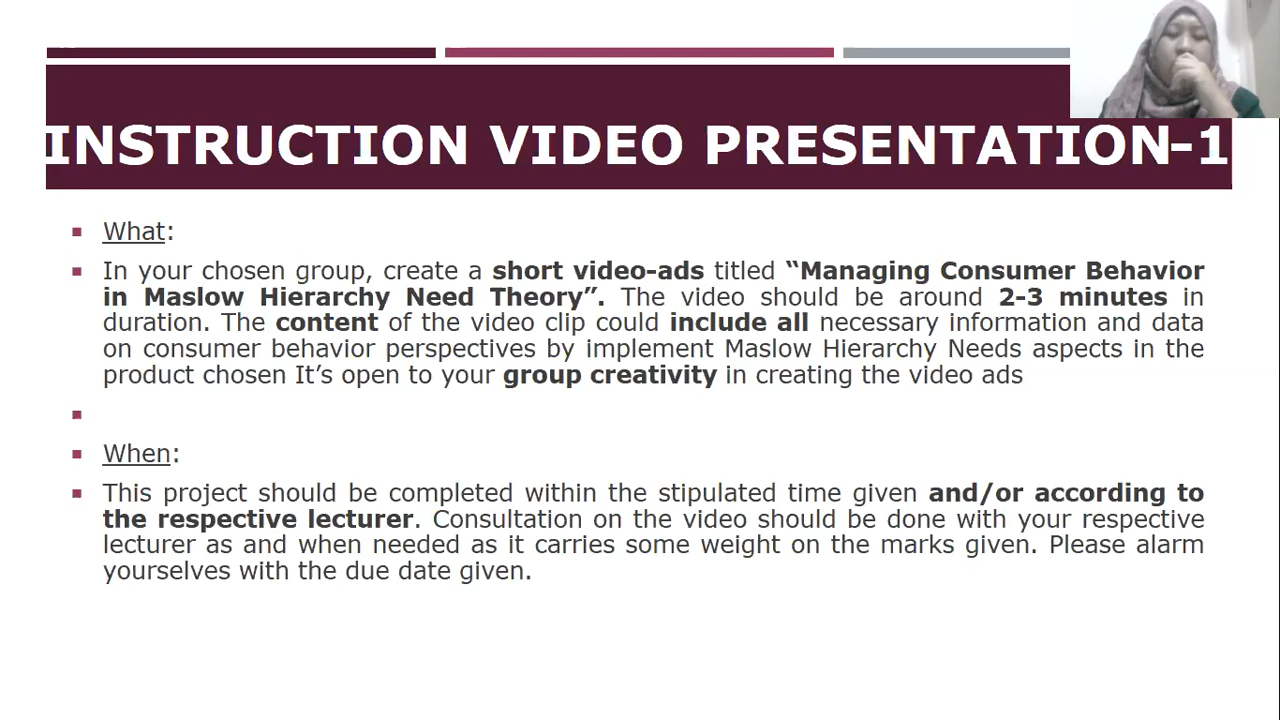 INSTRUCTION VIDEO PRESENTATION-1
What:
In your chosen group, create a short video-ads titled “Managing Consumer Behavior
in Maslow Hierarchy Need Theory”. The video should be around 2-3 minutes in
duration. The content of the video clip could include all necessary information and data
on consumer behavior perspectives by implement Maslow Hierarchy Needs aspects in the
product chosen It’s open to your group creativity in creating the video ads
When:
This project should be completed within the stipulated time given and/or according to
the respective lecturer. Consultation on the video should be done with your respective
lecturer as and when needed as it carries some weight on the marks given. Please alarm
yourselves with the due date given.